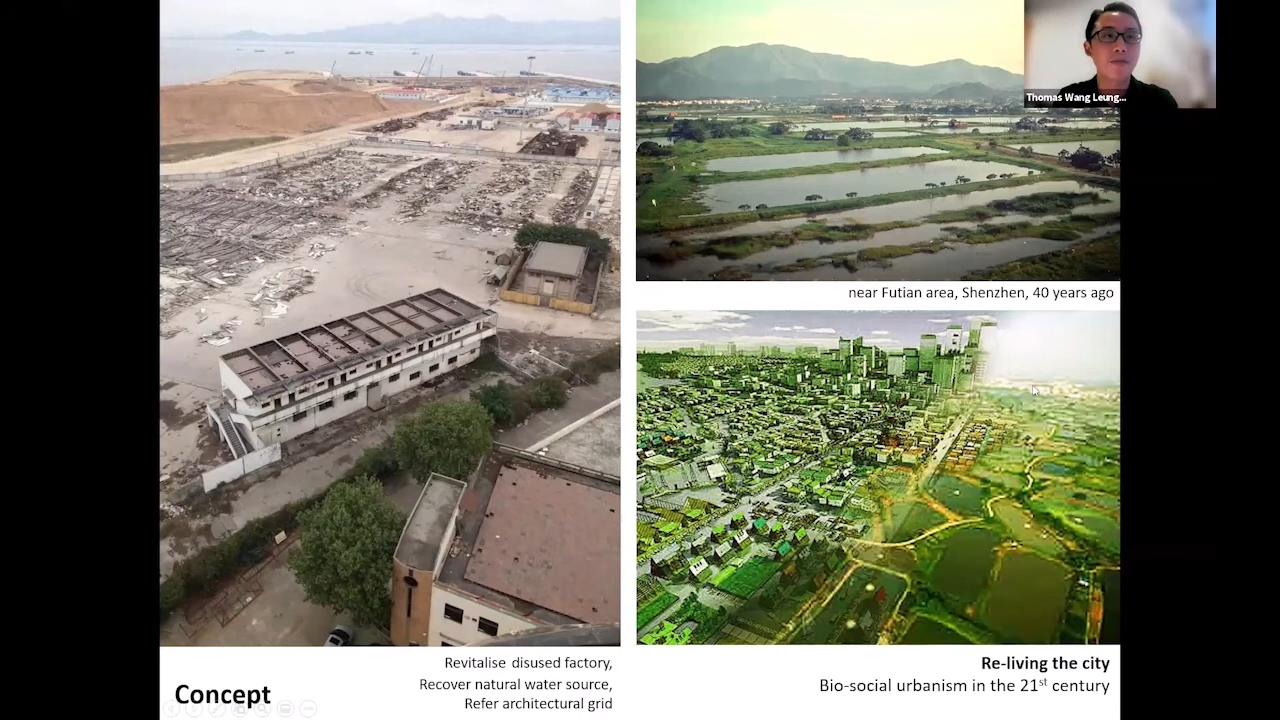 Thomas Wang Leung...
near Futian area, Shenzhen, 40 years ago
Revitalise disused factory,
Recover natural water source,
Refer architectural grid
Concept
Re-living the city
Bio-social urbanism in the 21st century